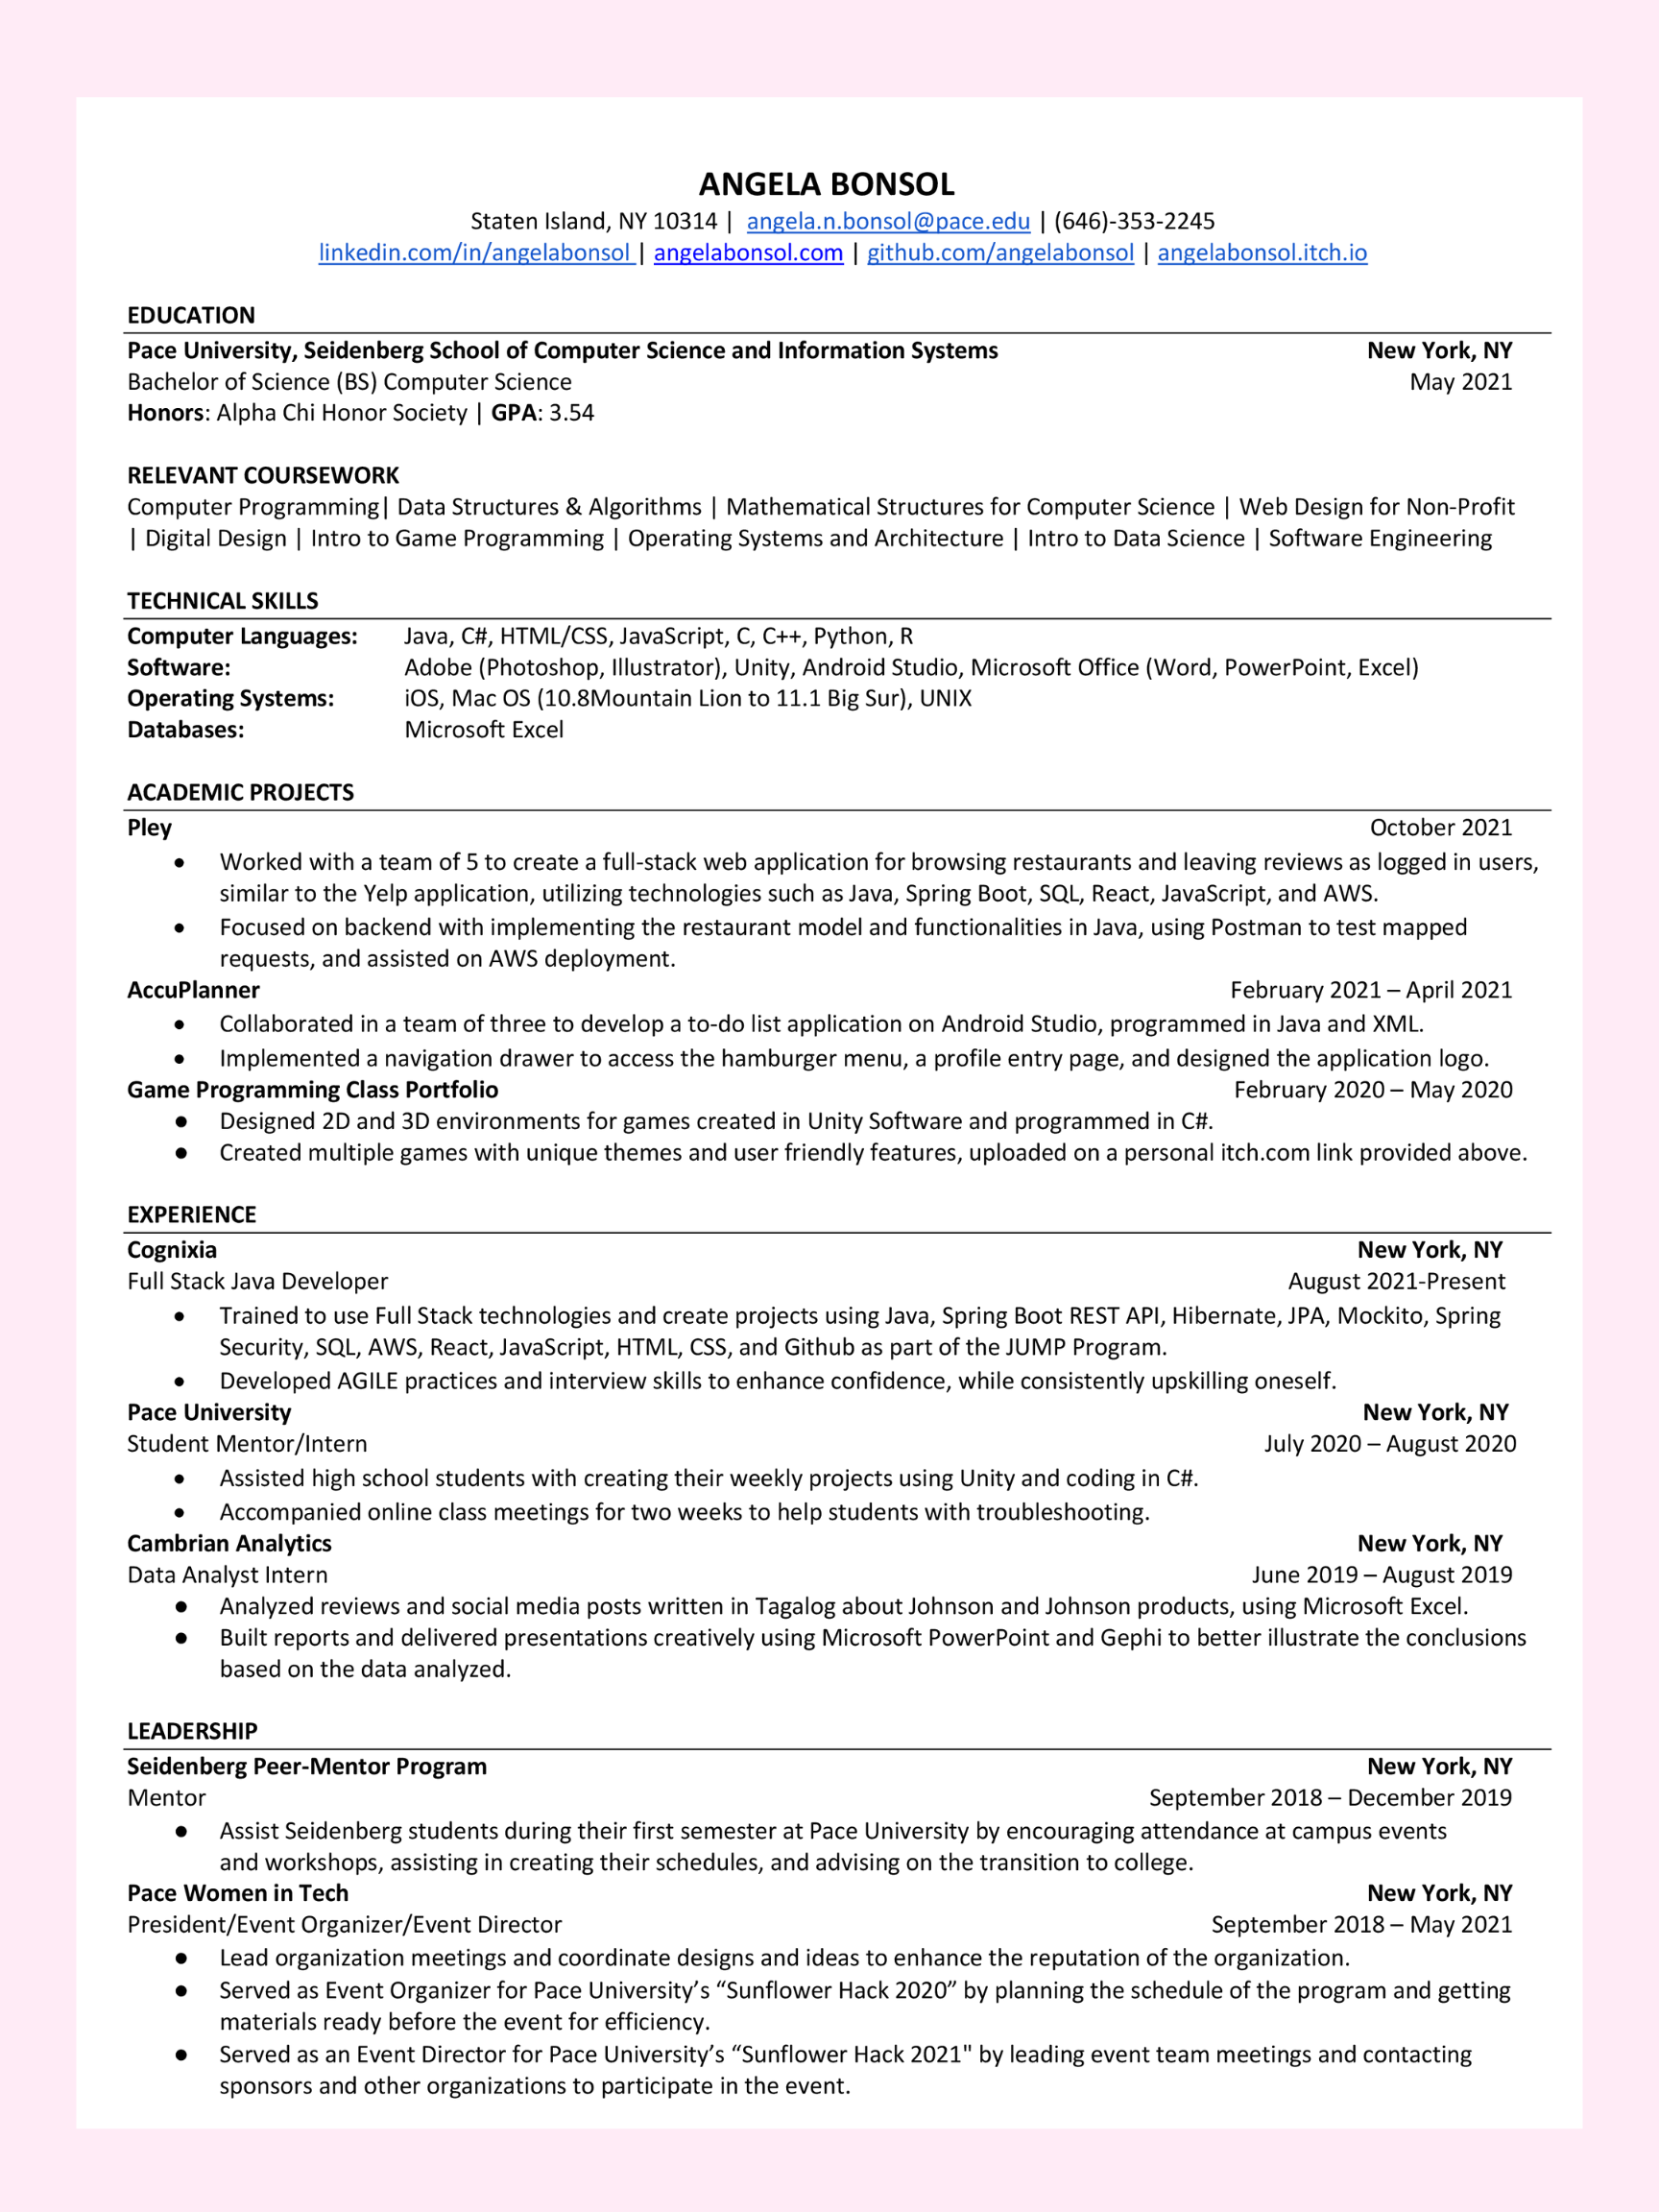 ANGELA BONSOL
Staten Island, NY 10314 | angela.n.bonsol@pace.edu | (646)-353-2245
linkedin.com/in/angelabonsol | angelabonsol.com | github.com/angelabonsol | angelabonsol.itch.io
EDUCATION
Pace University, Seidenberg School of Computer Science and Information Systems New York, NY
Bachelor of Science (BS) Computer Science May 2021
Honors: Alpha Chi Honor Society | GPA: 3.54
RELEVANT COURSEWORK
Computer Programming| Data Structures & Algorithms | Mathematical Structures for Computer Science | Web Design for Non-Profit
| Digital Design | Intro to Game Programming | Operating Systems and Architecture | Intro to Data Science | Software Engineering
TECHNICAL SKILLS
Computer Languages: Java, C#, HTML/CSS, JavaScript, C, C++, Python, R
Software: Adobe (Photoshop, Illustrator), Unity, Android Studio, Microsoft Office (Word, PowerPoint, Excel)
Operating Systems: iOS, Mac OS (10.8Mountain Lion to 11.1 Big Sur), UNIX
Databases: Microsoft Excel
ACADEMIC PROJECTS
Pley October 2021
• Worked with a team of 5 to create a full-stack web application for browsing restaurants and leaving reviews as logged in users,
similar to the Yelp application, utilizing technologies such as Java, Spring Boot, SQL, React, JavaScript, and AWS.
• Focused on backend with implementing the restaurant model and functionalities in Java, using Postman to test mapped
requests, and assisted on AWS deployment.
AccuPlanner February 2021 – April 2021
• Collaborated in a team of three to develop a to-do list application on Android Studio, programmed in Java and XML.
• Implemented a navigation drawer to access the hamburger menu, a profile entry page, and designed the application logo.
Game Programming Class Portfolio February 2020 – May 2020
• Designed 2D and 3D environments for games created in Unity Software and programmed in C#.
• Created multiple games with unique themes and user friendly features, uploaded on a personal itch.com link provided above.
EXPERIENCE
Cognixia New York, NY
Full Stack Java Developer August 2021-Present
• Trained to use Full Stack technologies and create projects using Java, Spring Boot REST API, Hibernate, JPA, Mockito, Spring
Security, SQL, AWS, React, JavaScript, HTML, CSS, and Github as part of the JUMP Program.
• Developed AGILE practices and interview skills to enhance confidence, while consistently upskilling oneself.
Pace University New York, NY
Student Mentor/Intern July 2020 – August 2020
• Assisted high school students with creating their weekly projects using Unity and coding in C#.
• Accompanied online class meetings for two weeks to help students with troubleshooting.
Cambrian Analytics New York, NY
Data Analyst Intern June 2019 – August 2019
• Analyzed reviews and social media posts written in Tagalog about Johnson and Johnson products, using Microsoft Excel.
• Built reports and delivered presentations creatively using Microsoft PowerPoint and Gephi to better illustrate the conclusions
based on the data analyzed.
LEADERSHIP
Seidenberg Peer-Mentor Program New York, NY
Mentor September 2018 – December 2019
• Assist Seidenberg students during their first semester at Pace University by encouraging attendance at campus events
and workshops, assisting in creating their schedules, and advising on the transition to college.
Pace Women in Tech New York, NY
President/Event Organizer/Event Director September 2018 – May 2021
• Lead organization meetings and coordinate designs and ideas to enhance the reputation of the organization.
• Served as Event Organizer for Pace University’s “Sunflower Hack 2020” by planning the schedule of the program and getting
materials ready before the event for efficiency.
• Served as an Event Director for Pace University’s “Sunflower Hack 2021" by leading event team meetings and contacting
sponsors and other organizations to participate in the event.